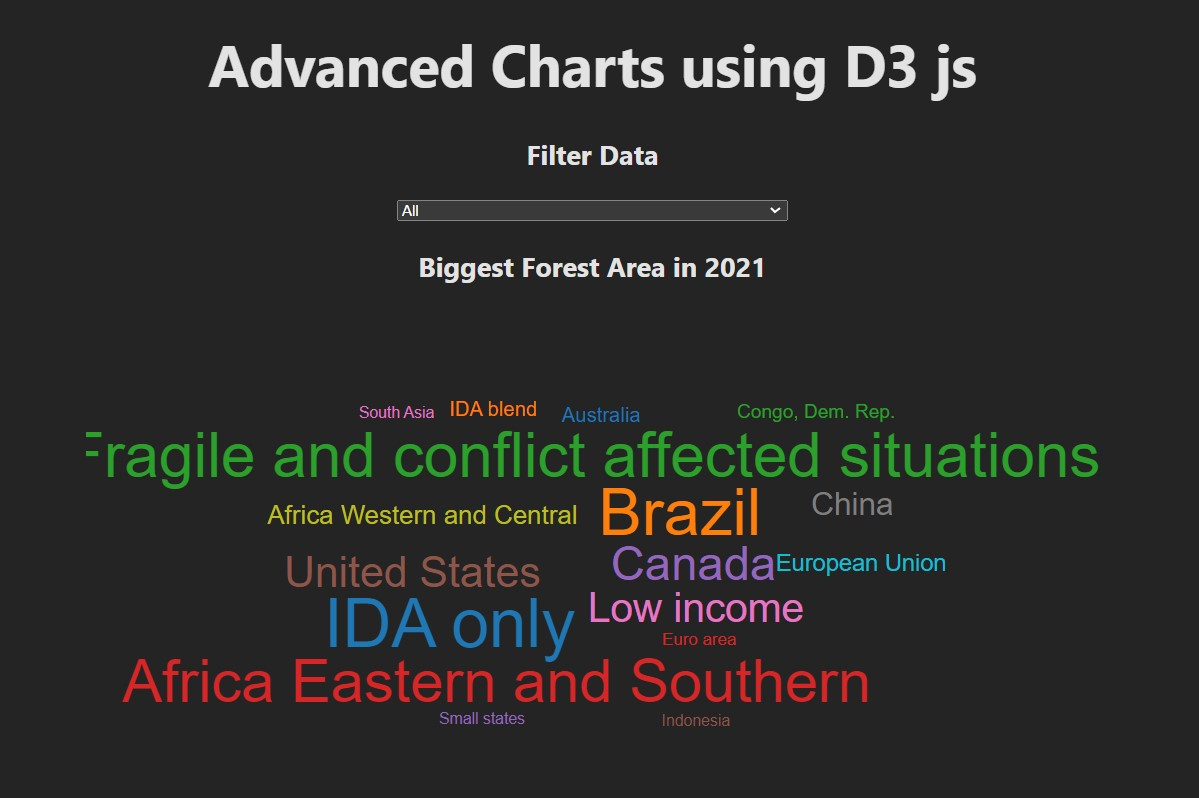 Advanced Charts using D3 js
Filter Data
All
Biggest Forest Area in 2021
South Asia
IDA blend
Australia
Congo, Dem. Rep.
Fragile and conflict affected situations
Africa Western and Central
Brazil
China
United States
Canada
European Union
IDA only
Low income
Euro area
Africa Eastern and Southern
Small states
Indonesia